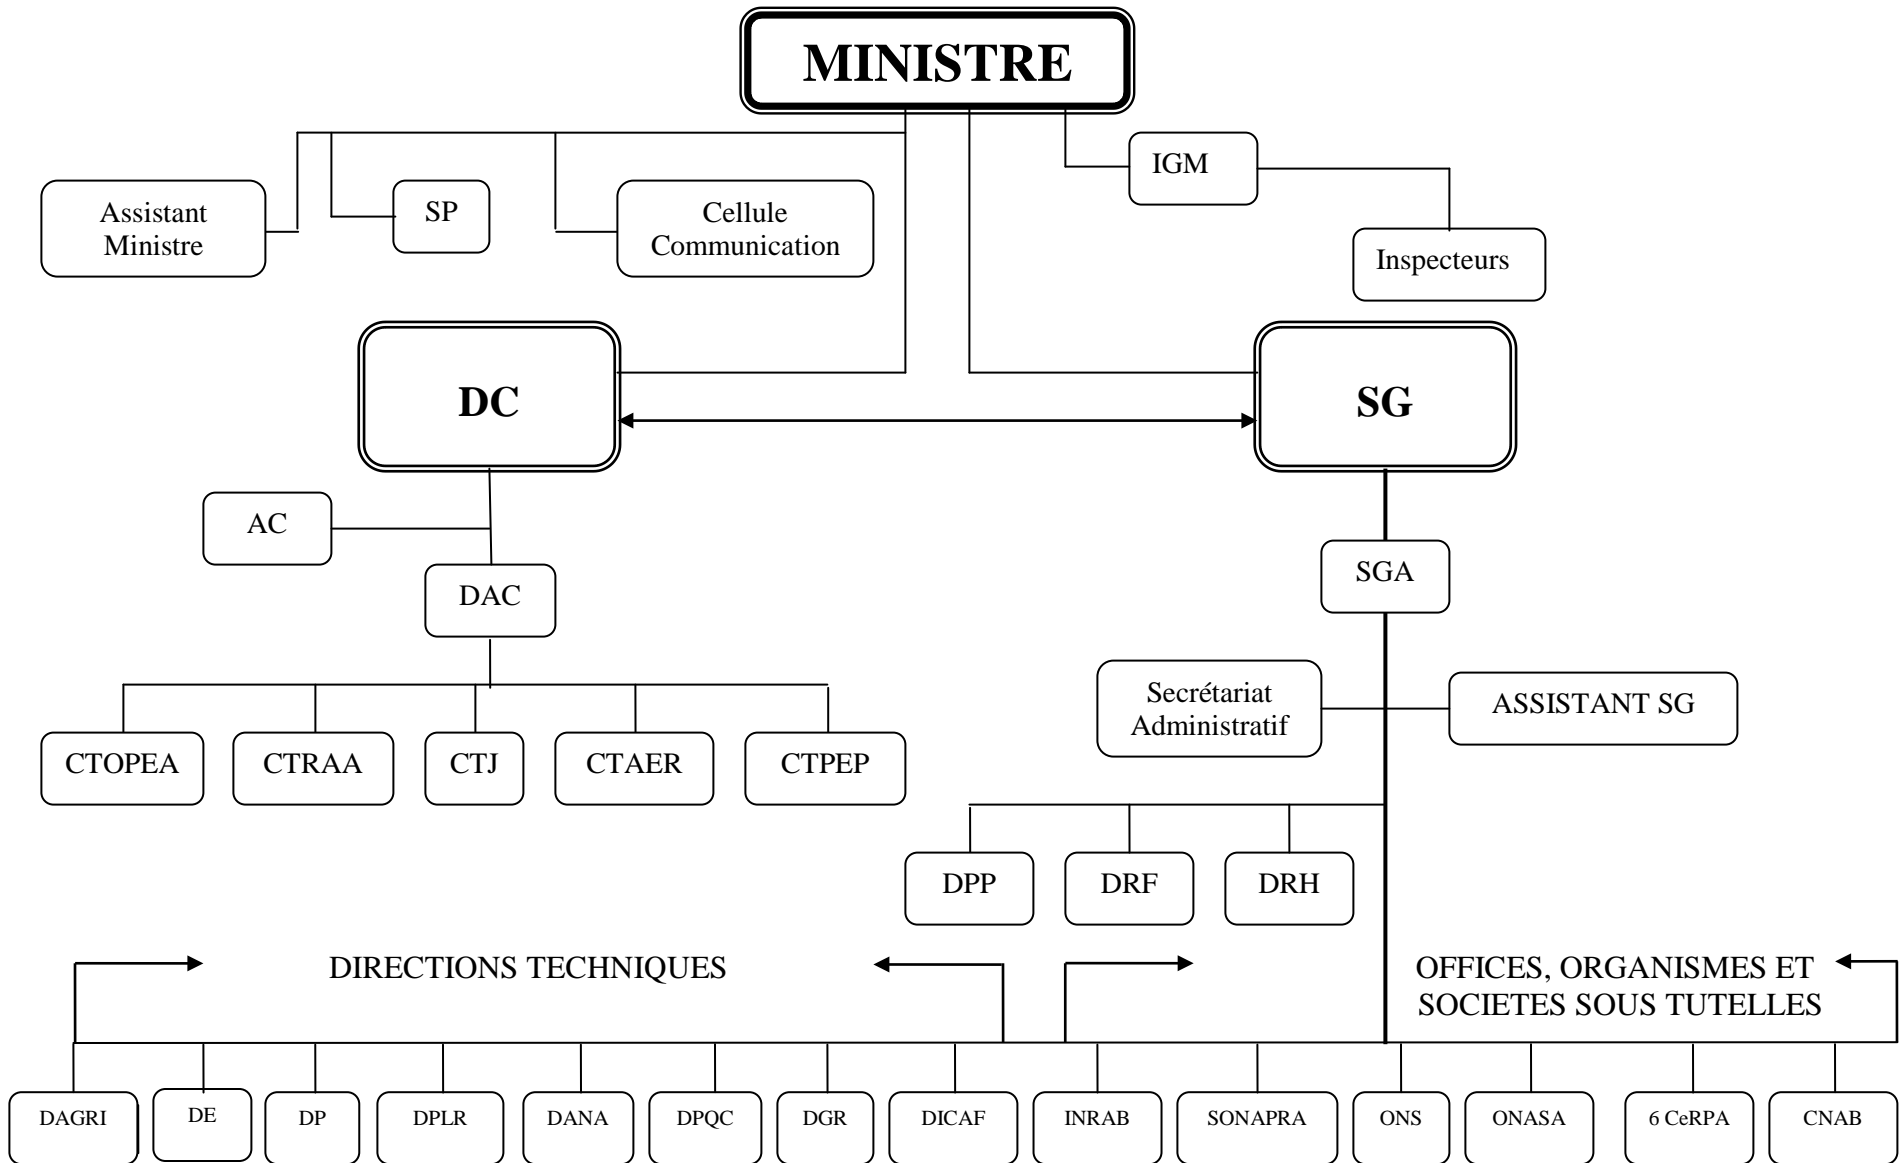 MINISTRE
IGM
Assistant
Ministre
SP
Cellule
Communication
Inspecteurs
DC
SG
AC
SGA
DAC
Secrétariat
Administratif
ASSISTANT SG
CTOPEA
CTRAA
CTJ
CTAER
CTPEP
DPP
DRF
DRH
DIRECTIONS TECHNIQUES
OFFICES, ORGANISMES ET
SOCIETES SOUS TUTELLES
DAGRI
DE
DP
DPLR
DANA
DPQC
DGR
DICAF
INRAB
SONAPRA
ONS
ONASA
6 CeRPA
CNAB